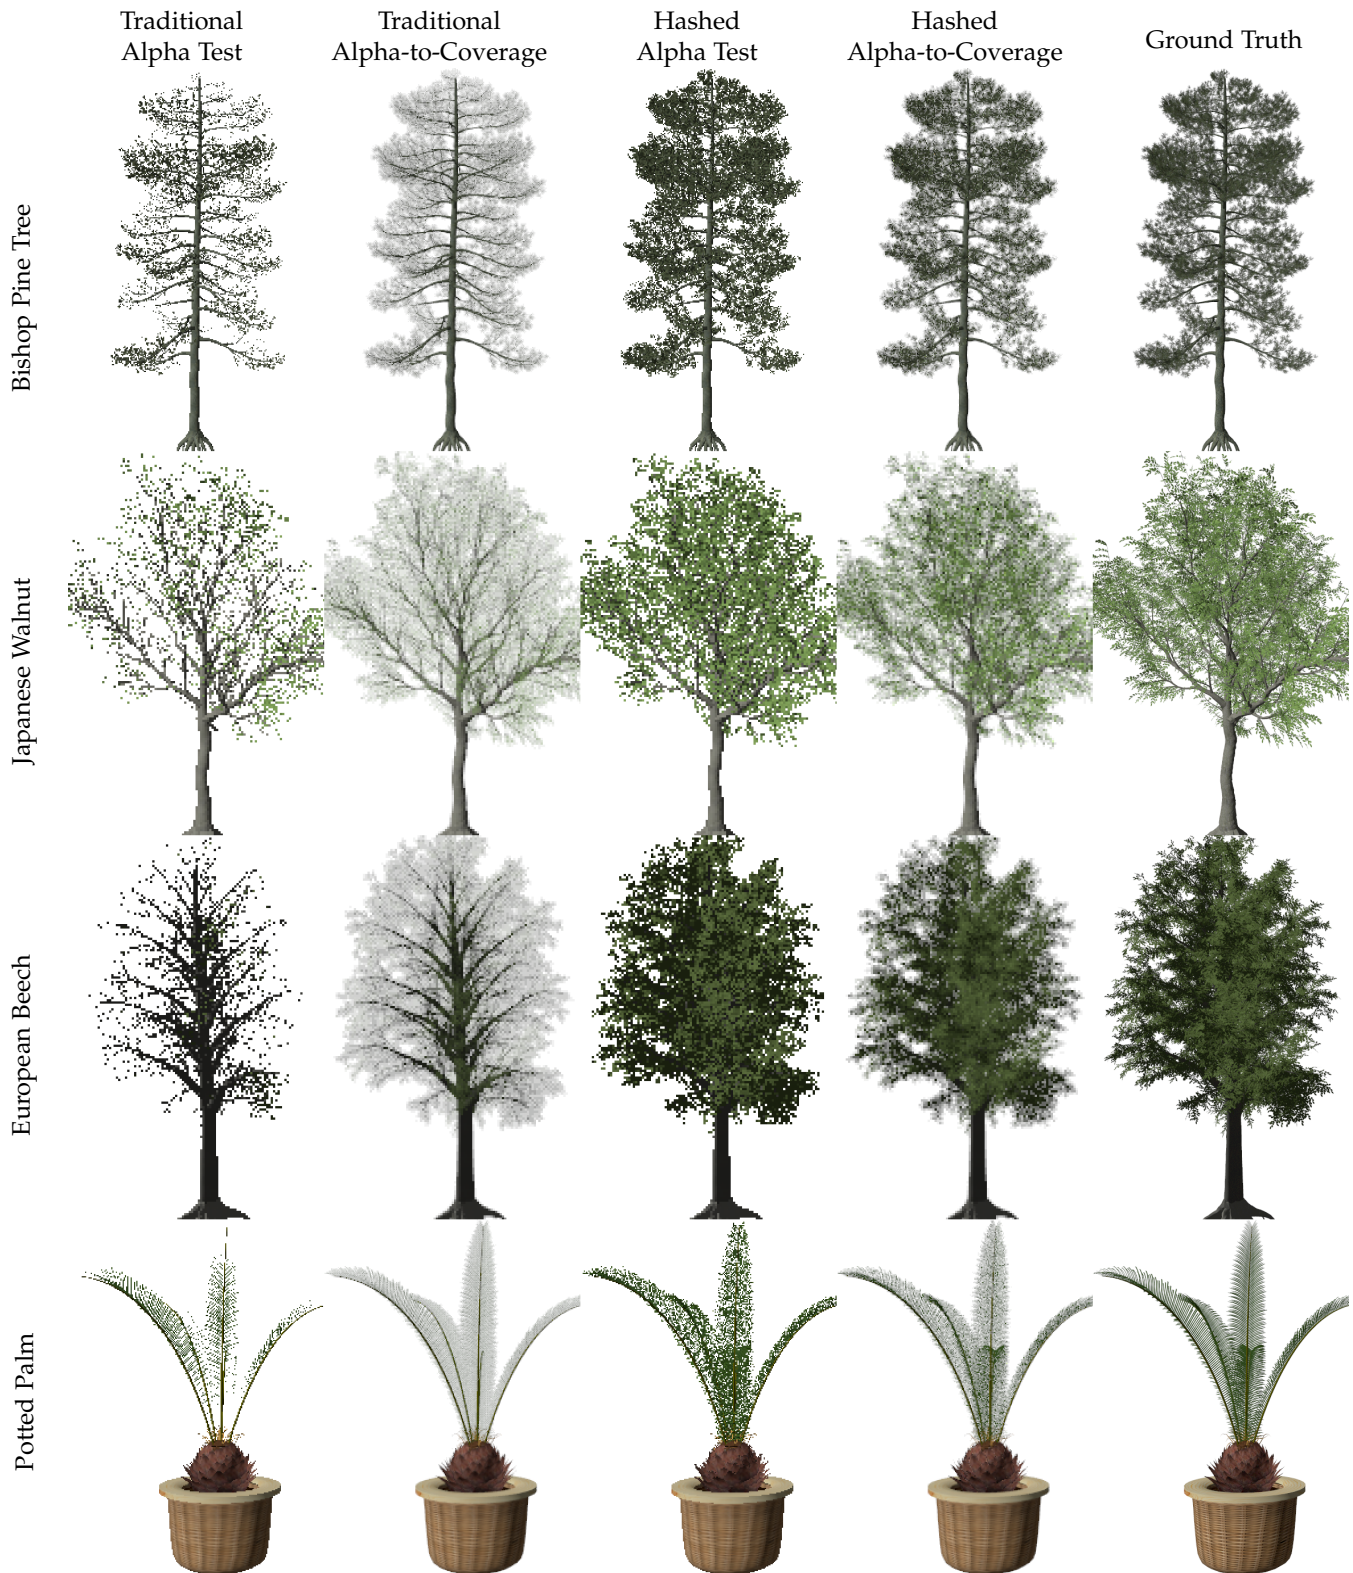 Traditional
Alpha Test
Traditional
Alpha-to-Coverage
Hashed
Alpha Test
Hashed
Alpha-to-Coverage
Ground Truth
Bishop Pine Tree
Japanese Walnut
European Beech
Potted Palm